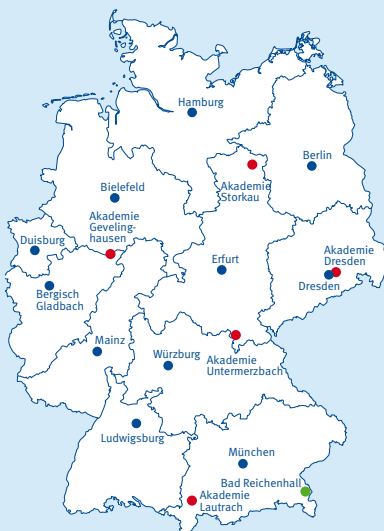 Hamburg
Berlin
Bielefeld
Akademie
Storkau
Akademie
Geveling-
hausen
Duisburg
Akademie
Dresden
Erfurt
Dresden
Bergisch
Gladbach
Mainz
Würzburg
Akademie
Untermerzbach
Ludwigsburg
München
Bad Reichenhall
Akademie
Lautrach